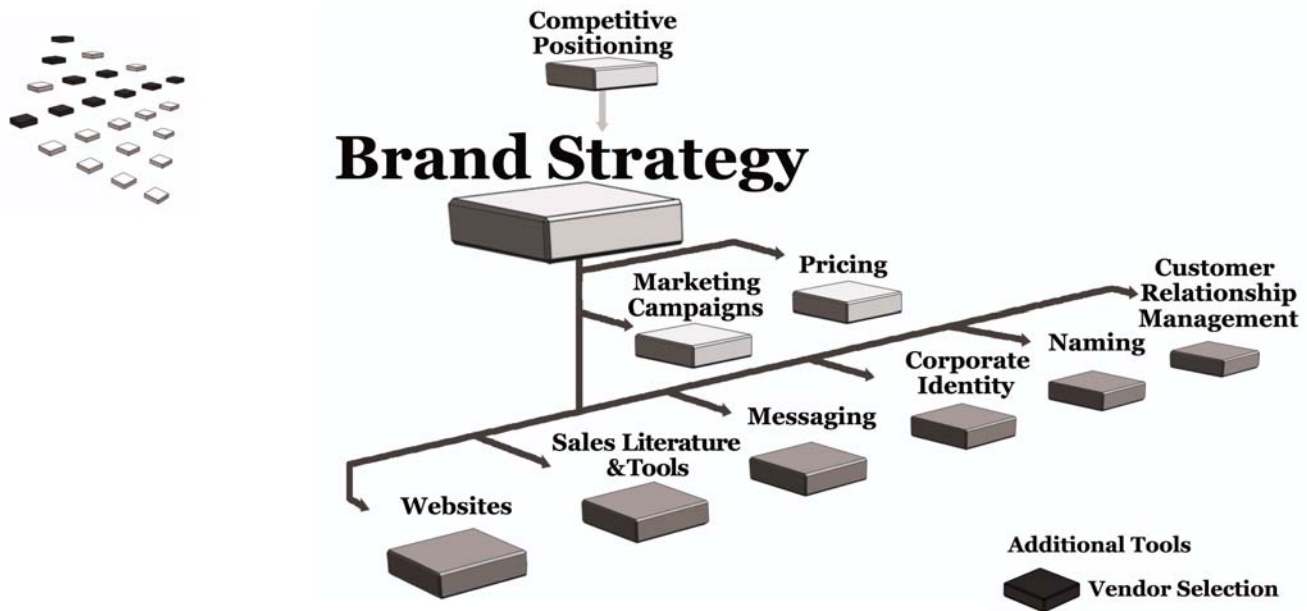 Competitive
Positioning
Brand Strategy
Pricing
Marketing
Campaigns
Customer
Relationship
Management
Naming
Corporate
Identity
Messaging
Sales Literature
&Tools
Websites
Additional Tools
Vendor Selection